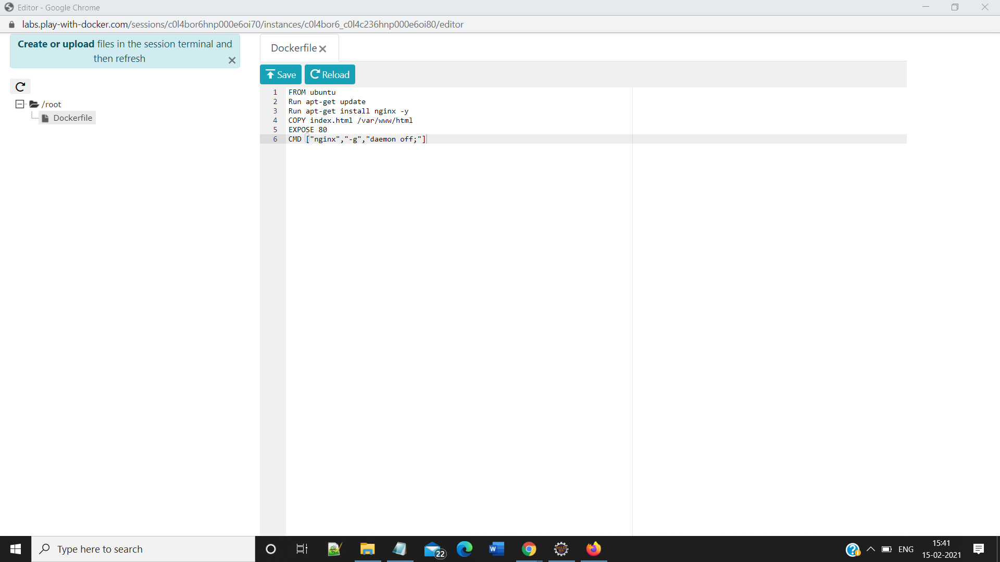 Editor - Google Chrome
labs.play-with-docker.com/sessions/c0l4bor6hnp000e6oi70/instances/c0l4bor6_c0l4c236hnp000e6oi80/editor
Create or upload files in the session terminal and
then refresh
/root
Dockerfile
Dockerfile
Save Reload
1 FROM ubuntu
2 Run apt-get update
3 Run apt-get install nginx -y
4 COPY index.html /var/www/html
5 EXPOSE 80
6 CMD ["nginx","-g","daemon off;"]
Type here to search
22
ENG
15:41
15-02-2021